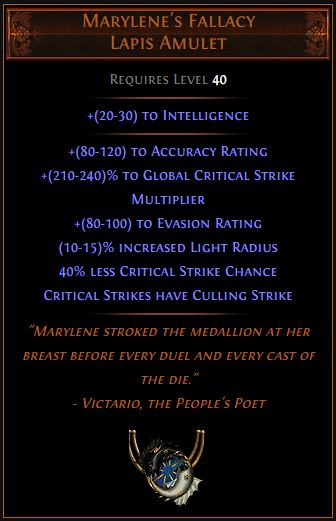 Marylene's Fallacy
Lapis Amulet
Requires Level 40
+(20-30) to Intelligence
+(80-120) to Accuracy Rating
+(210-240)% to Global Critical Strike
Multiplier
+(80-100) to Evasion Rating
(10-15)% increased Light Radius
40% less Critical Strike Chance
Critical Strikes have Culling Strike
"Marylene stroked the medallion at her
breast before every duel and every cast of
the die."
- Victario, the People's Poet